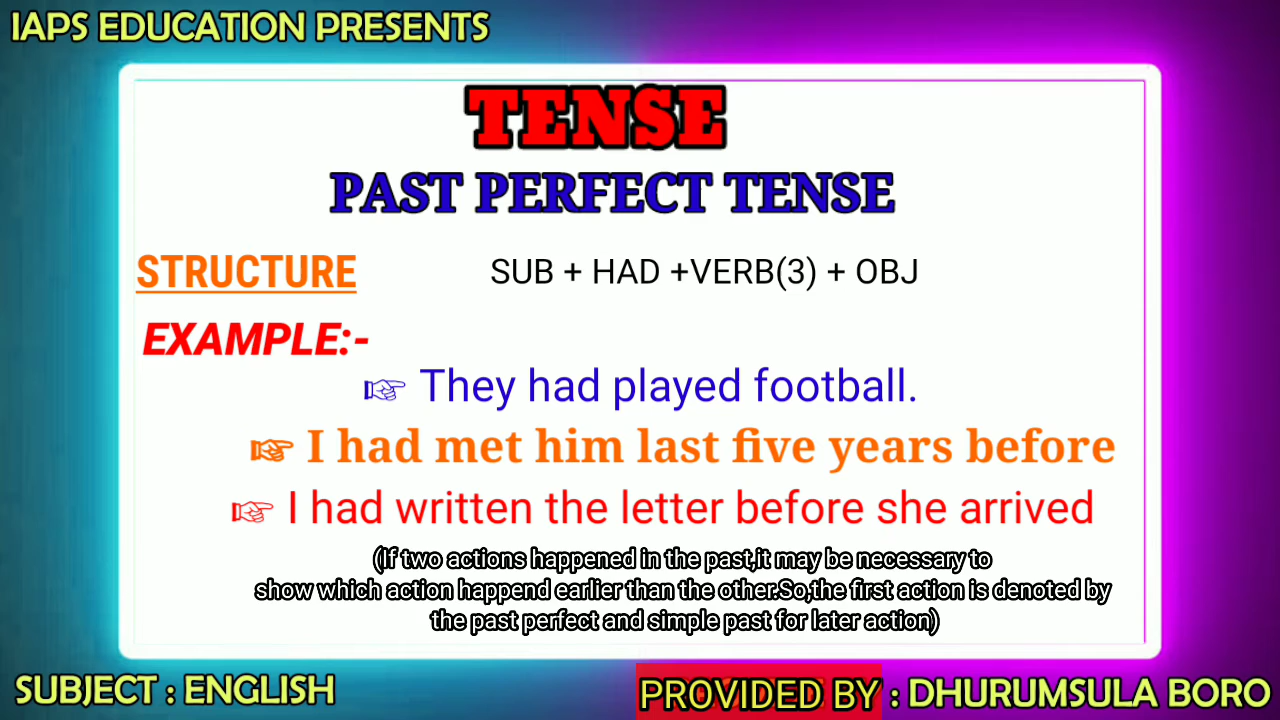 IAPS EDUCATION PRESENTS
TENSE
PAST PERFECT TENSE
STRUCTURE SUB + HAD +VERB(3) + OBJ
EXAMPLE:-
☞ They had played football.
☞ I had met him last five years before
☞ I had written the letter before she arrived
(If two actions happened in the past,it may be necessary to
show which action happend earlier than the other.So,the first action is denoted by
the past perfect and simple past for later action)
SUBJECT : ENGLISH PROVIDED BY : DHURUMSULA BORO